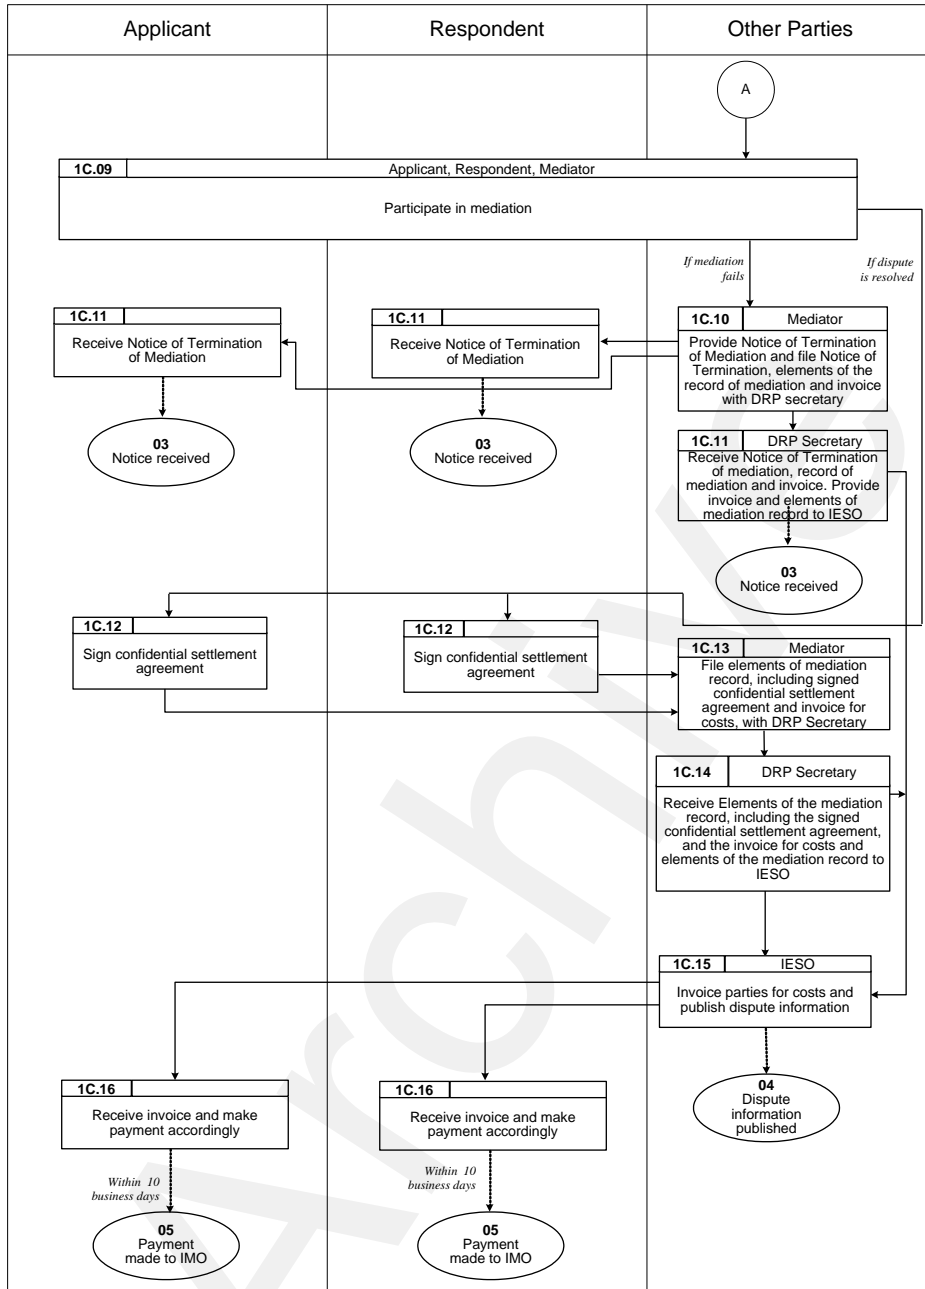 Applicant
Respondent
Other Parties
A
1C.09
Applicant, Respondent, Mediator
Participate in mediation
If mediation
fails
If dispute
is resolved
1C.11
Receive Notice of Termination
of Mediation
1C.11
Receive Notice of Termination
of Mediation
1C.10
Mediator
Provide Notice of Termination
of Mediation and file Notice of
Termination, elements of the
record of mediation and invoice
with DRP secretary
03
Notice received
03
Notice received
1C.11
DRP Secretary
Receive Notice of Termination
of mediation, record of
mediation and invoice. Provide
invoice and elements of
mediation record to IESO
03
Notice received
1C.12
Sign confidential settlement
agreement
1C.12
Sign confidential settlement
agreement
1C.13
Mediator
File elements of mediation
record, including signed
confidential settlement
agreement and invoice for
costs, with DRP Secretary
1C.14
DRP Secretary
Receive Elements of the mediation
record, including the signed
confidential settlement agreement,
and the invoice for costs and
elements of the mediation record to
IESO
1C.15
IESO
Invoice parties for costs and
publish dispute information
1C.16
Receive invoice and make
payment accordingly
1C.16
Receive invoice and make
payment accordingly
04
Dispute
information
published
Within 10
business days
Within 10
business days
05
Payment
made to IMO
05
Payment
made to IMO
Archive